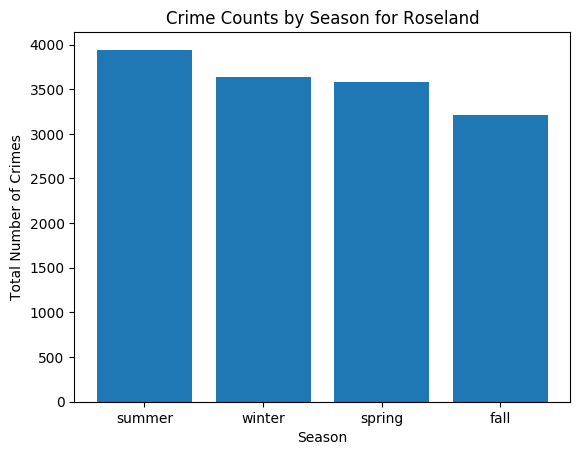 Crime Counts by Season for Roseland
Total Number of Crimes
4000
3500
3000
2500
2000
1500
1000
500
0
summer winter spring fall
Season